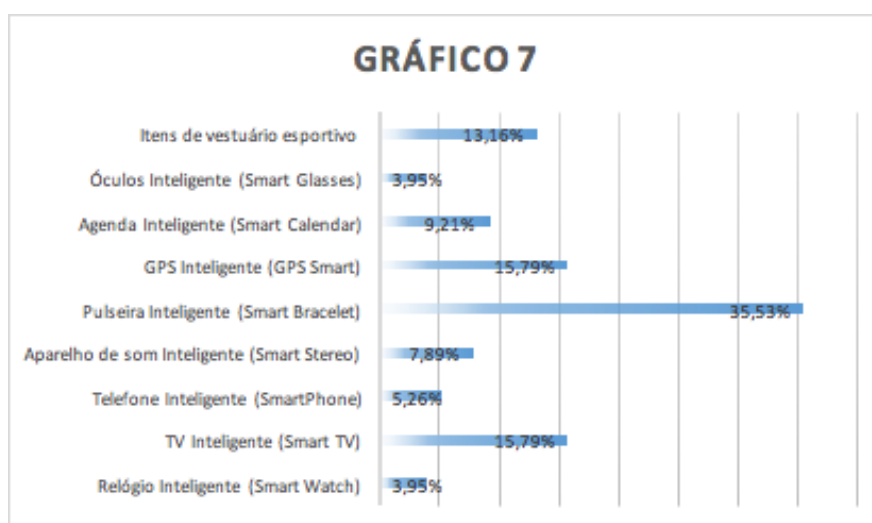 GRÁFICO 7
Itens de vestuário esportivo 13,16%
Óculos Inteligente (Smart Glasses) 3,95%
Agenda Inteligente (Smart Calendar) 9,21%
GPS Inteligente (GPS Smart) 15,79%
Pulseira Inteligente (Smart Bracelet) 35,53%
Aparelho de som Inteligente (Smart Stereo) 7,89%
Telefone Inteligente (SmartPhone) 5,26%
TV Inteligente (Smart TV) 15,79%
Relógio Inteligente (Smart Watch) 3,95%